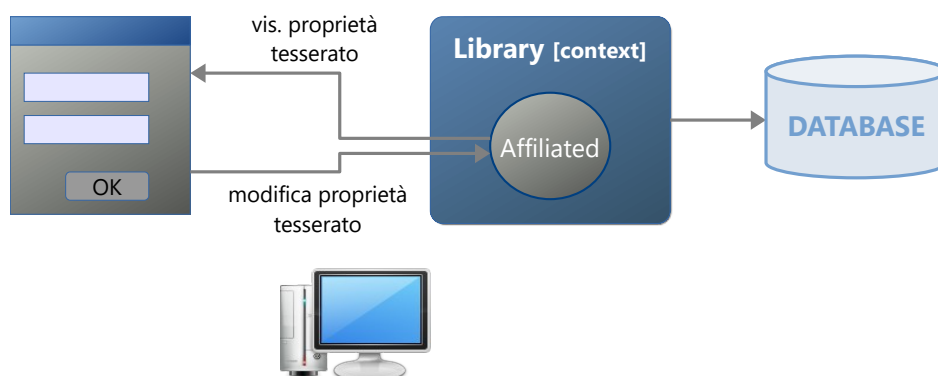 vis. proprietà
tesserato
Library [context]
Affiliated
DATABASE
OK
modifica proprietà
tesserato